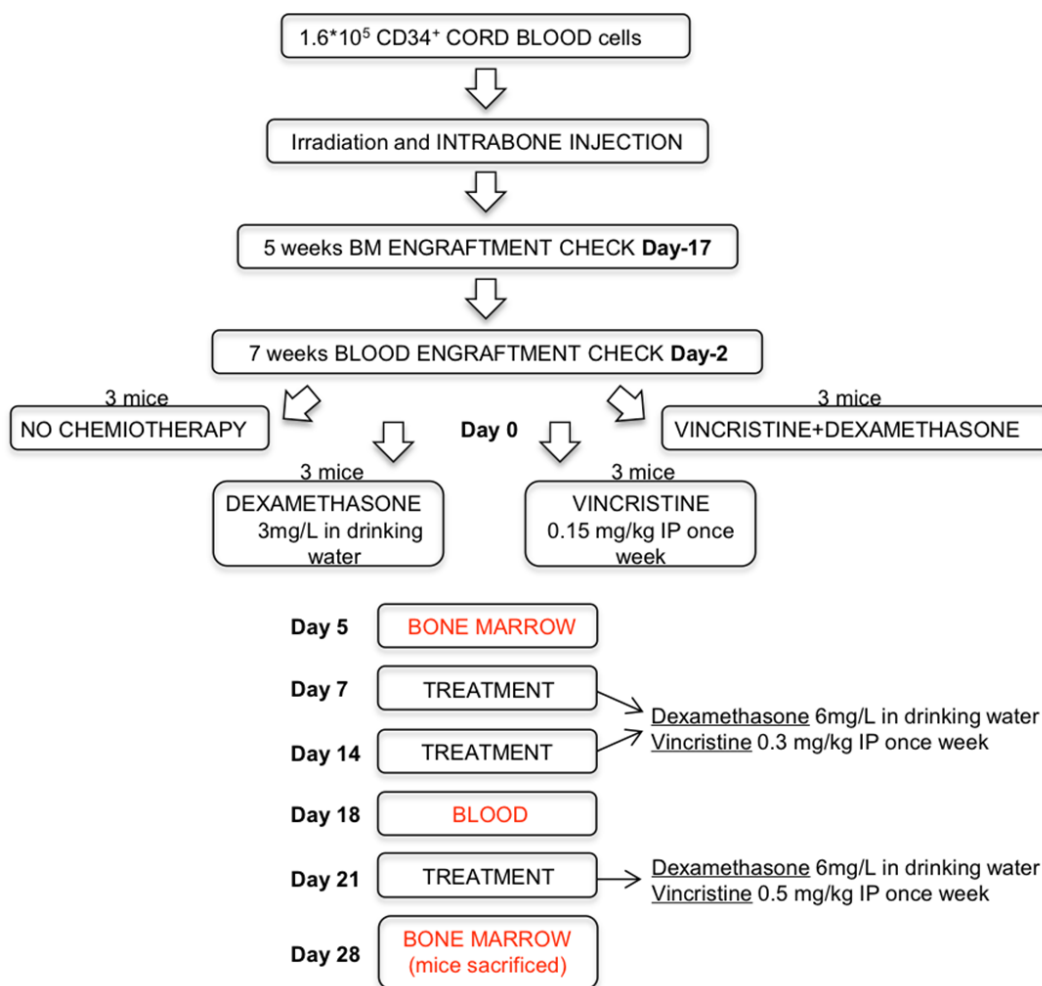 1.6*10⁵ CD34⁺ CORD BLOOD cells
Irradiation and INTRABONE INJECTION
5 weeks BM ENGRAFTMENT CHECK Day-17
7 weeks BLOOD ENGRAFTMENT CHECK Day-2
3 mice
NO CHEMIOTHERAPY
Day 0
3 mice
VINCRISTINE+DEXAMETHASONE
3 mice
DEXAMETHASONE
3mg/L in drinking
water
3 mice
VINCRISTINE
0.15 mg/kg IP once
week
Day 5
BONE MARROW
Day 7
TREATMENT
Dexamethasone 6mg/L in drinking water
Vincristine 0.3 mg/kg IP once week
Day 14
TREATMENT
Day 18
BLOOD
Day 21
TREATMENT
Dexamethasone 6mg/L in drinking water
Vincristine 0.5 mg/kg IP once week
Day 28
BONE MARROW
(mice sacrificed)